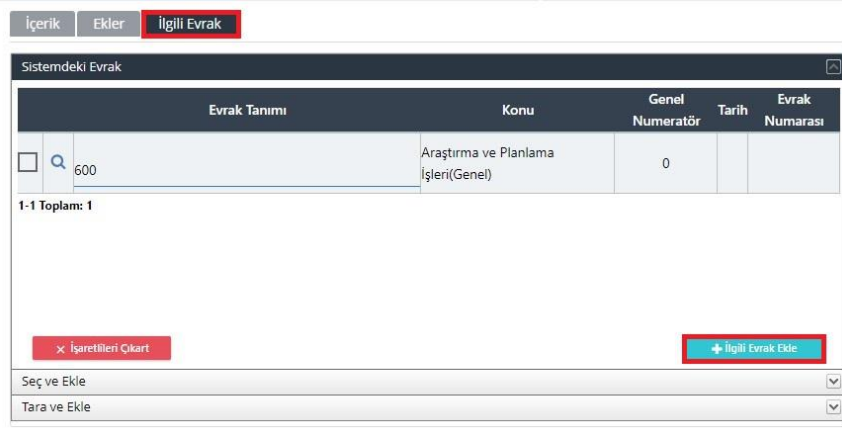 İçerik Ekler İlgili Evrak
Sistemdeki Evrak
Evrak Tanımı Konu Genel Numeratör Tarih Evrak Numarası
600 Araştırma ve Planlama İşleri(Genel) 0
1-1 Toplam: 1
× İşaretlileri Çıkart + İlgili Evrak Ekle
Seç ve Ekle
Tara ve Ekle